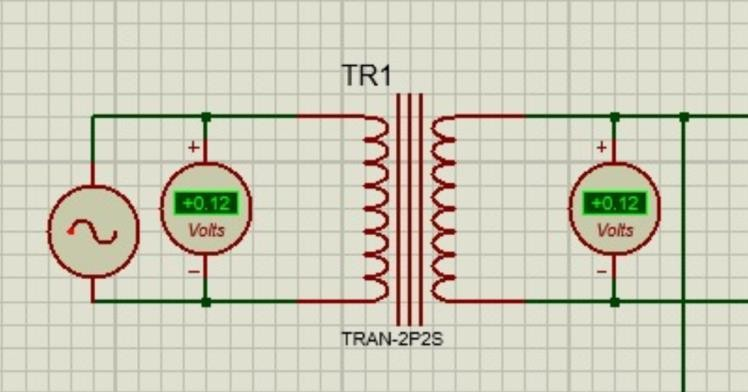 TR1
+
+0.12
Volts
−
+
+0.12
Volts
−
TRAN-2P2S